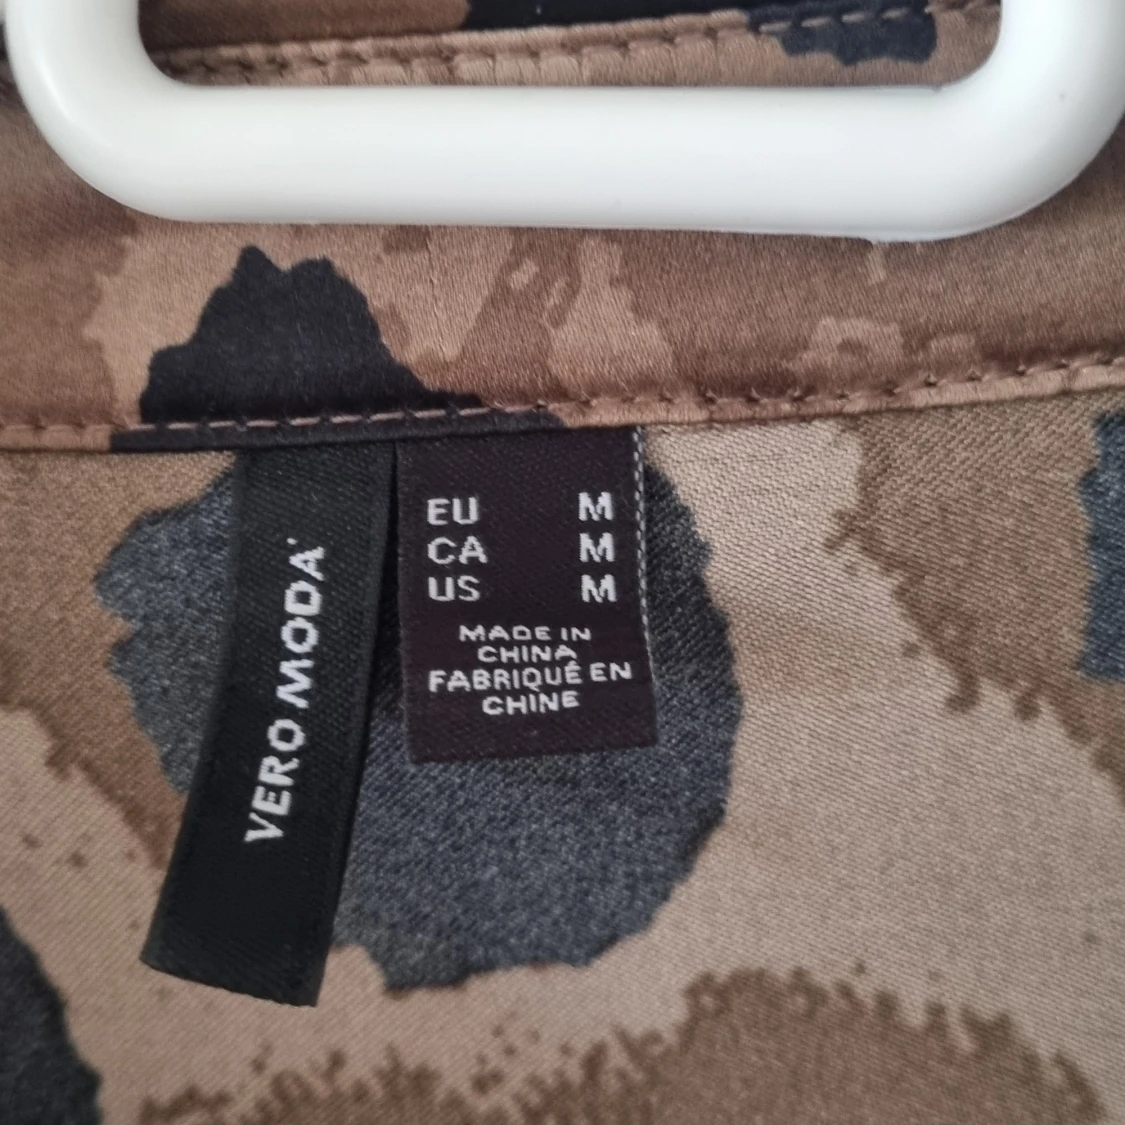 VERO MODA
EU M
CA M
US M
MADE IN
CHINA
FABRIQUÉ EN
CHINE